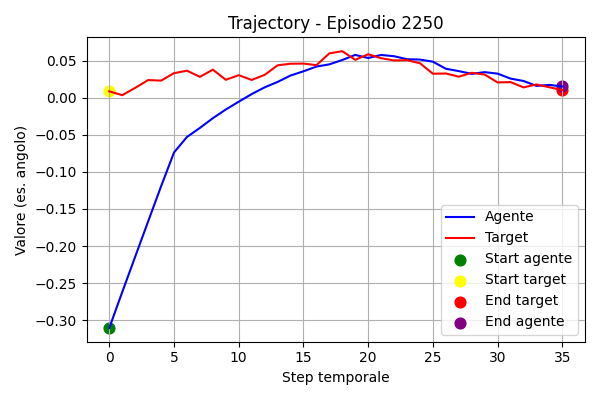 Trajectory - Episodio 2250
Valore (es. angolo)
0.05
0.00
−0.05
−0.10
−0.15
−0.20
−0.25
−0.30
Agente
Target
Start agente
Start target
End target
End agente
0 5 10 15 20 25 30 35
Step temporale